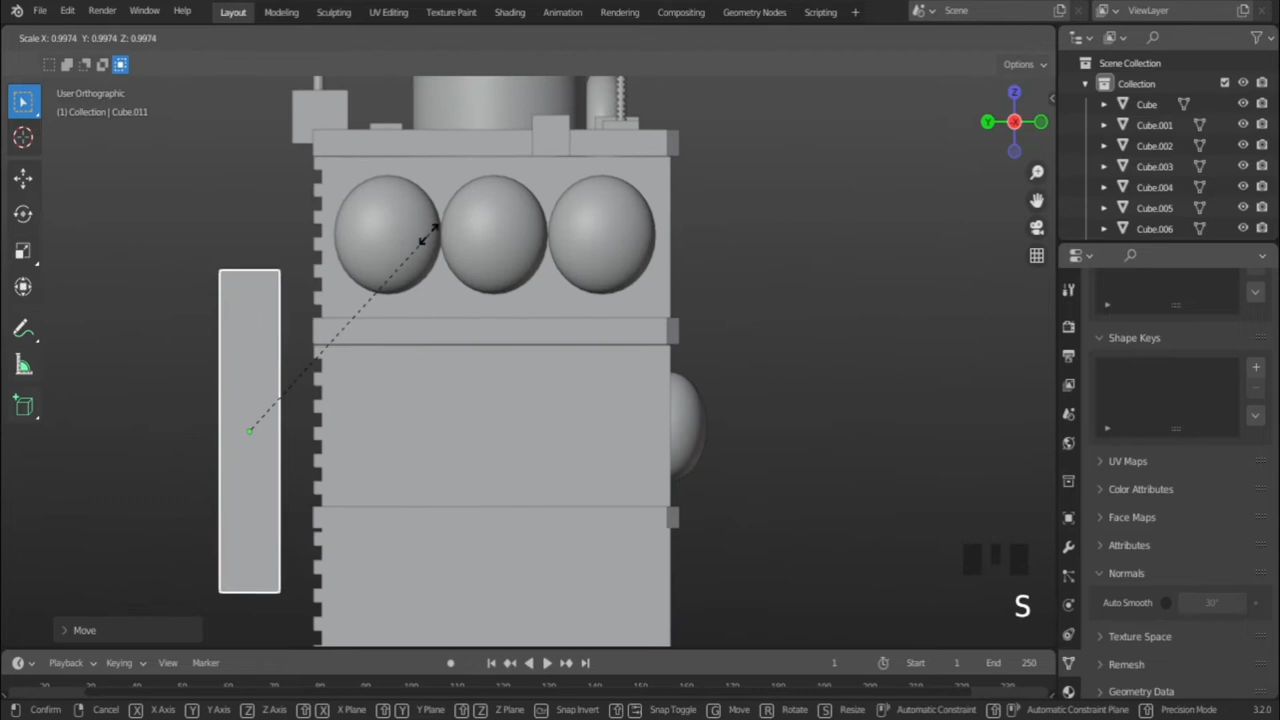 File Edit Render Window Help Layout Modeling Sculpting UV Editing Texture Paint Shading Animation Rendering Compositing Geometry Nodes Scripting + Scene ViewLayer
Scale X: 0.9974 Y: 0.9974 Z: 0.9974
Options
User Orthographic
(1) Collection | Cube.011
Z
Y
X
Scene Collection
Collection
Cube
Cube.001
Cube.002
Cube.003
Cube.004
Cube.005
Cube.006
Shape Keys
UV Maps
Color Attributes
Face Maps
Attributes
Normals
Auto Smooth 30°
Texture Space
Remesh
Geometry Data
S
Move
Playback Keying View Marker 1 Start 1 End 250
Confirm Cancel X X Axis Y Y Axis Z Z Axis X X Plane Y Y Plane Z Z Plane Snap Invert Snap Toggle G Move R Rotate S Resize Automatic Constraint Automatic Constraint Plane Precision Mode 3.2.0